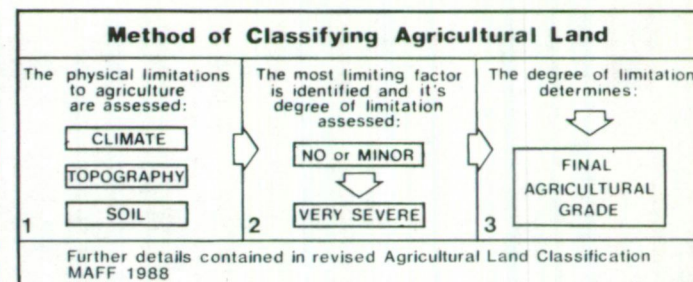 Method of Classifying Agricultural Land
The physical limitations
to agriculture
are assessed:
CLIMATE
TOPOGRAPHY
SOIL
1
The most limiting factor
is identified and it's
degree of limitation
assessed:
NO or MINOR
VERY SEVERE
2
The degree of limitation
determines:
FINAL
AGRICULTURAL
GRADE
3
Further details contained in revised Agricultural Land Classification
MAFF 1988